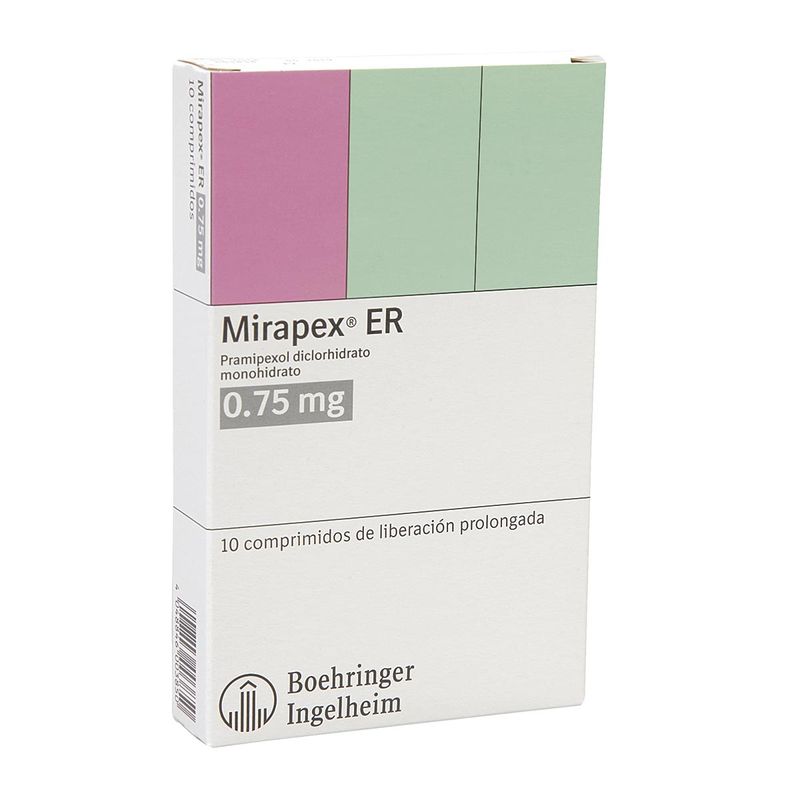 Mirapex® ER 0.75 mg
10 comprimidos
Mirapex® ER
Pramipexol diclorhidrato
monohidrato
0.75 mg
10 comprimidos de liberación prolongada
Boehringer
Ingelheim